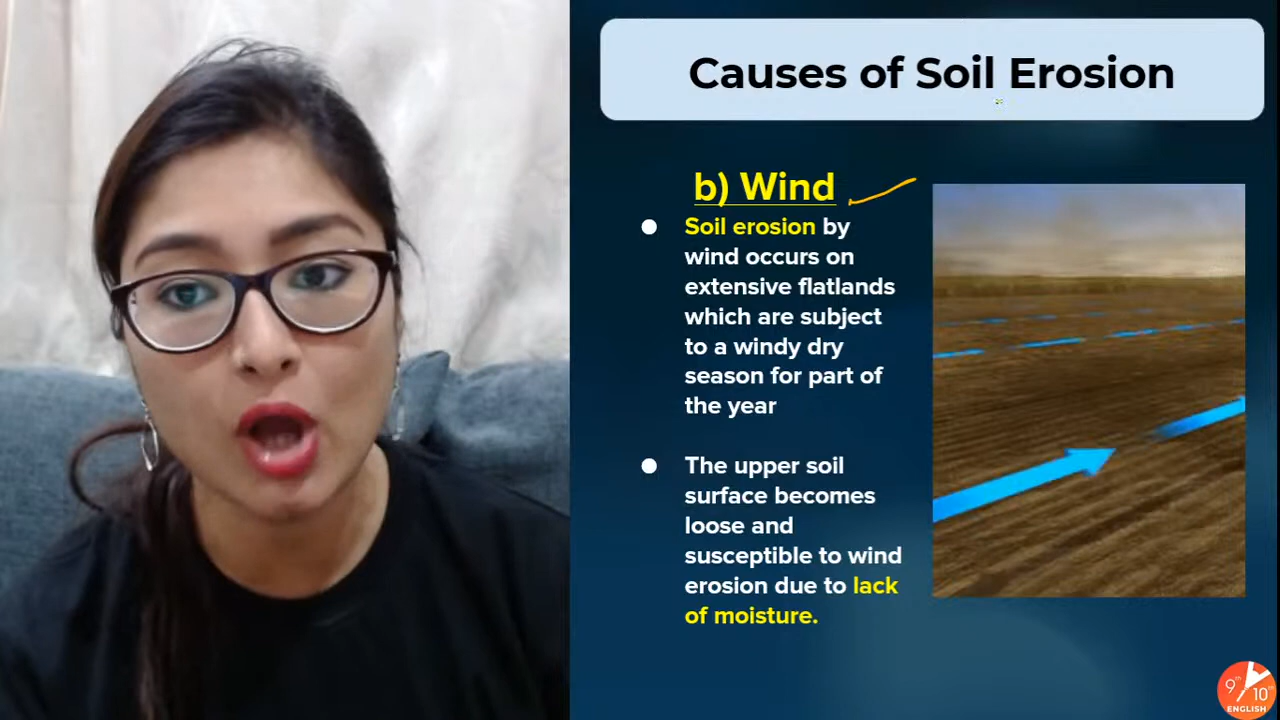 Causes of Soil Erosion
b) Wind
● Soil erosion by
wind occurs on
extensive flatlands
which are subject
to a windy dry
season for part of
the year
● The upper soil
surface becomes
loose and
susceptible to wind
erosion due to lack
of moisture.
9th
10th
ENGLISH